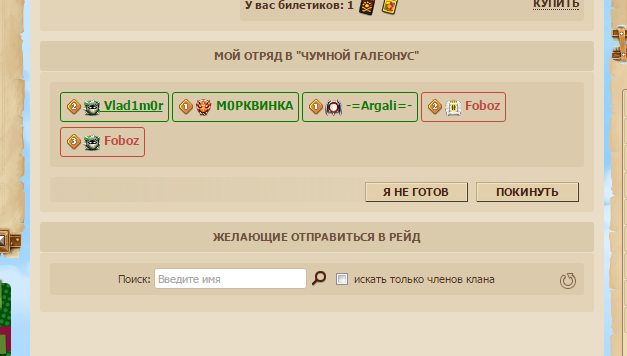 У вас билетиков: 1
КУПИТЬ
МОЙ ОТРЯД В "ЧУМНОЙ ГАЛЕОНУС"
2 Vlad1m0r 1 М0РКВИНКА 1 -=Argali=- 2 Foboz
3 Foboz
Я НЕ ГОТОВ ПОКИНУТЬ
ЖЕЛАЮЩИЕ ОТПРАВИТЬСЯ В РЕЙД
Поиск: Введите имя искать только членов клана